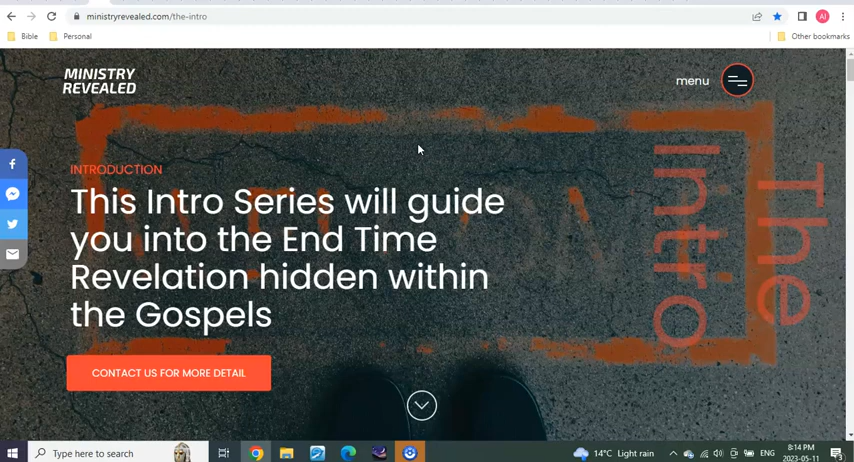 ministryrevealed.com/the-intro
AI
Bible
Personal
Other bookmarks
MINISTRY
REVEALED
menu
INTRODUCTION
This Intro Series will guide
you into the End Time
Revelation hidden within
the Gospels
The
Intro
CONTACT US FOR MORE DETAIL
Type here to search
14°C Light rain
ENG
8:14 PM
2023-05-11
3